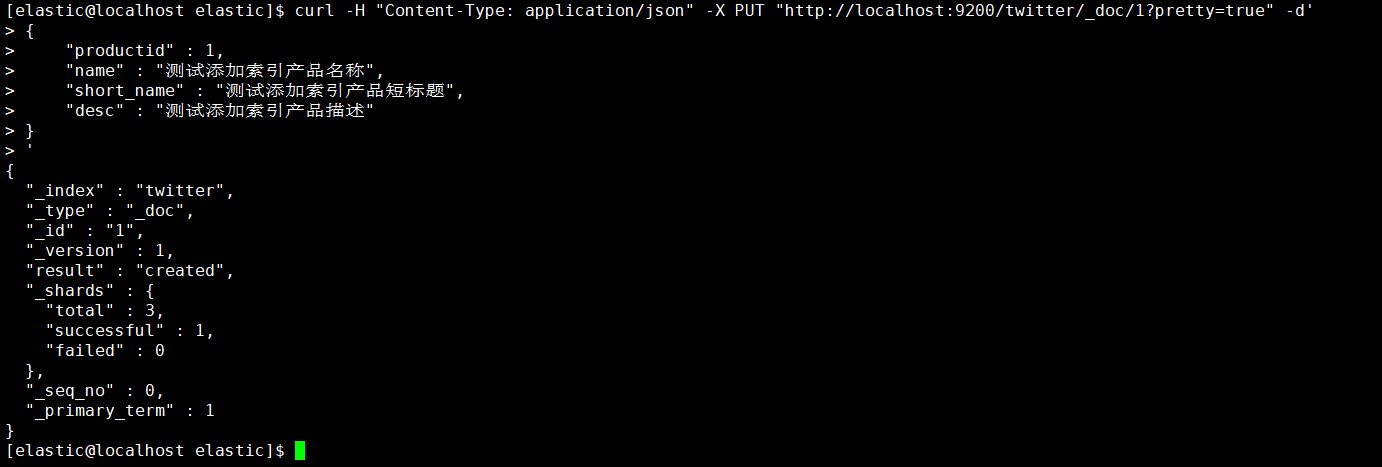 [elastic@localhost elastic]$ curl -H "Content-Type: application/json" -X PUT "http://localhost:9200/twitter/_doc/1?pretty=true" -d'
> {
>     "productid" : 1,
>     "name" : "测试添加索引产品名称",
>     "short_name" : "测试添加索引产品短标题",
>     "desc" : "测试添加索引产品描述"
> }
> '
{
  "_index" : "twitter",
  "_type" : "_doc",
  "_id" : "1",
  "_version" : 1,
  "result" : "created",
  "_shards" : {
    "total" : 3,
    "successful" : 1,
    "failed" : 0
  },
  "_seq_no" : 0,
  "_primary_term" : 1
}
[elastic@localhost elastic]$